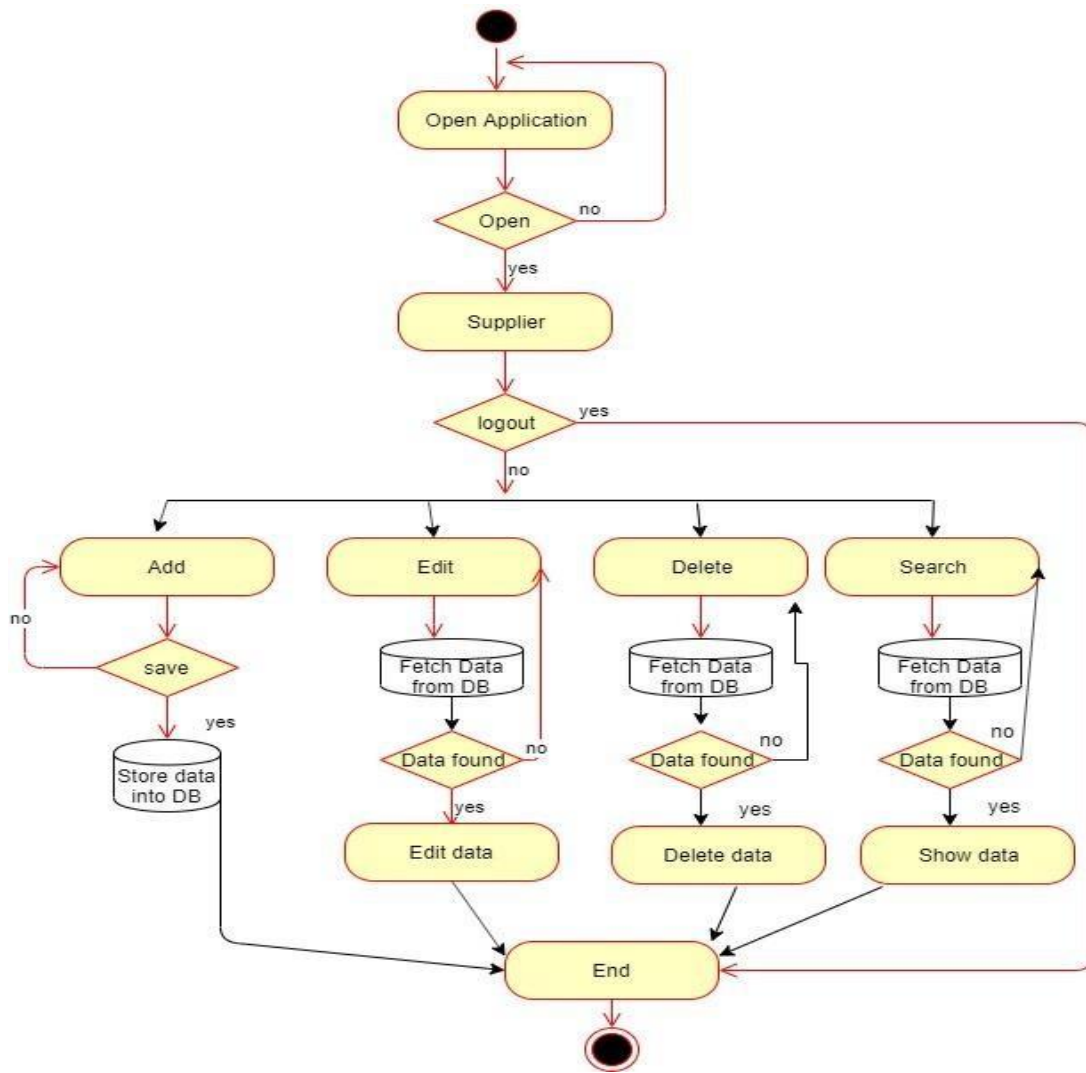 Open Application
Open
no
yes
Supplier
logout
yes
no
Add
Edit
Delete
Search
no
save
Fetch Data
from DB
Fetch Data
from DB
Fetch Data
from DB
yes
Store data
into DB
Data found
no
Data found
no
Data found
no
yes
yes
yes
Edit data
Delete data
Show data
End